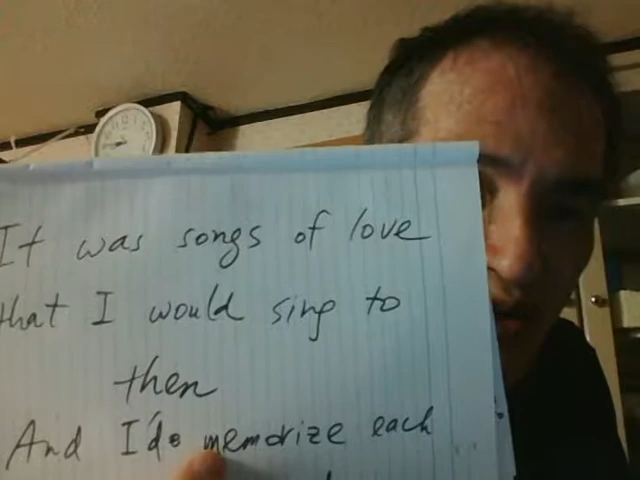 It was songs of love
that I would sing to
then
And I'd memorize each